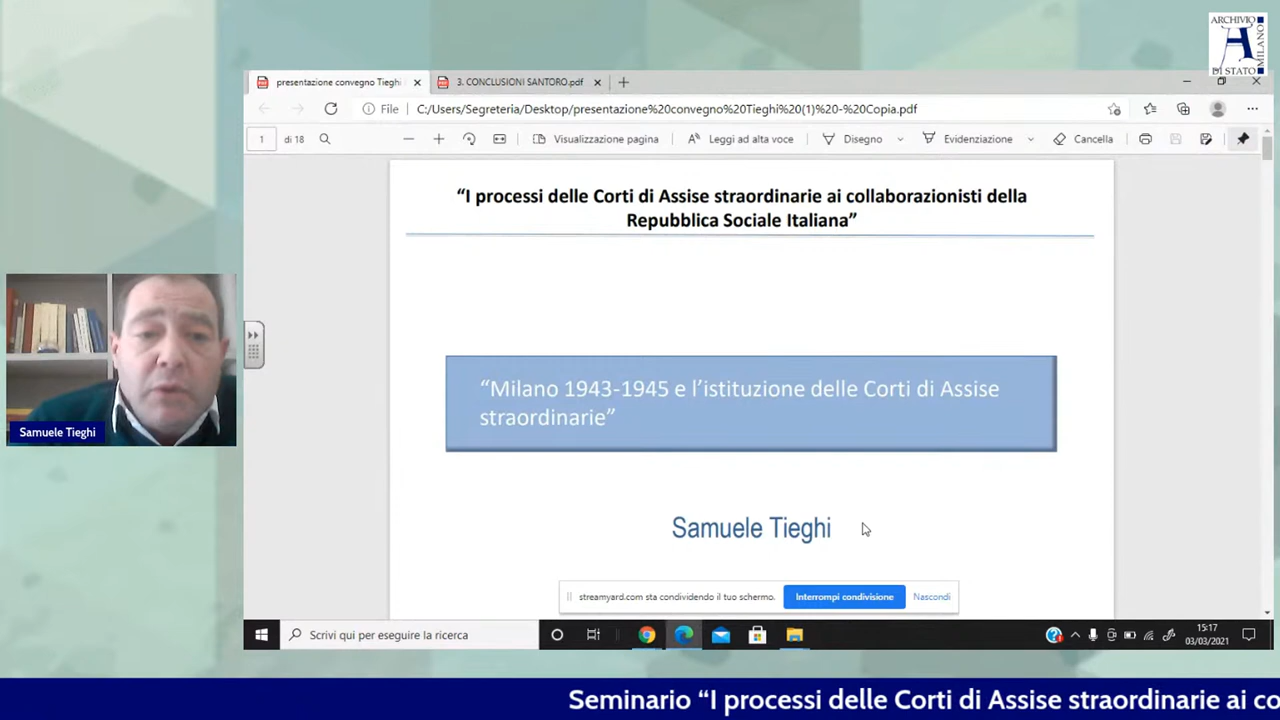 ARCHIVIO
DI STATO
MILANO
presentazione convegno Tieghi
3. CONCLUSIONI SANTORO.pdf
File
C:/Users/Segreteria/Desktop/presentazione%20convegno%20Tieghi%20(1)%20-%20Copia.pdf
1 di 18
Visualizzazione pagina
Leggi ad alta voce
Disegno
Evidenziazione
Cancella
“I processi delle Corti di Assise straordinarie ai collaborazionisti della
Repubblica Sociale Italiana”
“Milano 1943-1945 e l’istituzione delle Corti di Assise
straordinarie”
Samuele Tieghi
Samuele Tieghi
streamyard.com sta condividendo il tuo schermo.
Interrompi condivisione
Nascondi
Scrivi qui per eseguire la ricerca
15:17
03/03/2021
Seminario “I processi delle Corti di Assise straordinarie ai co